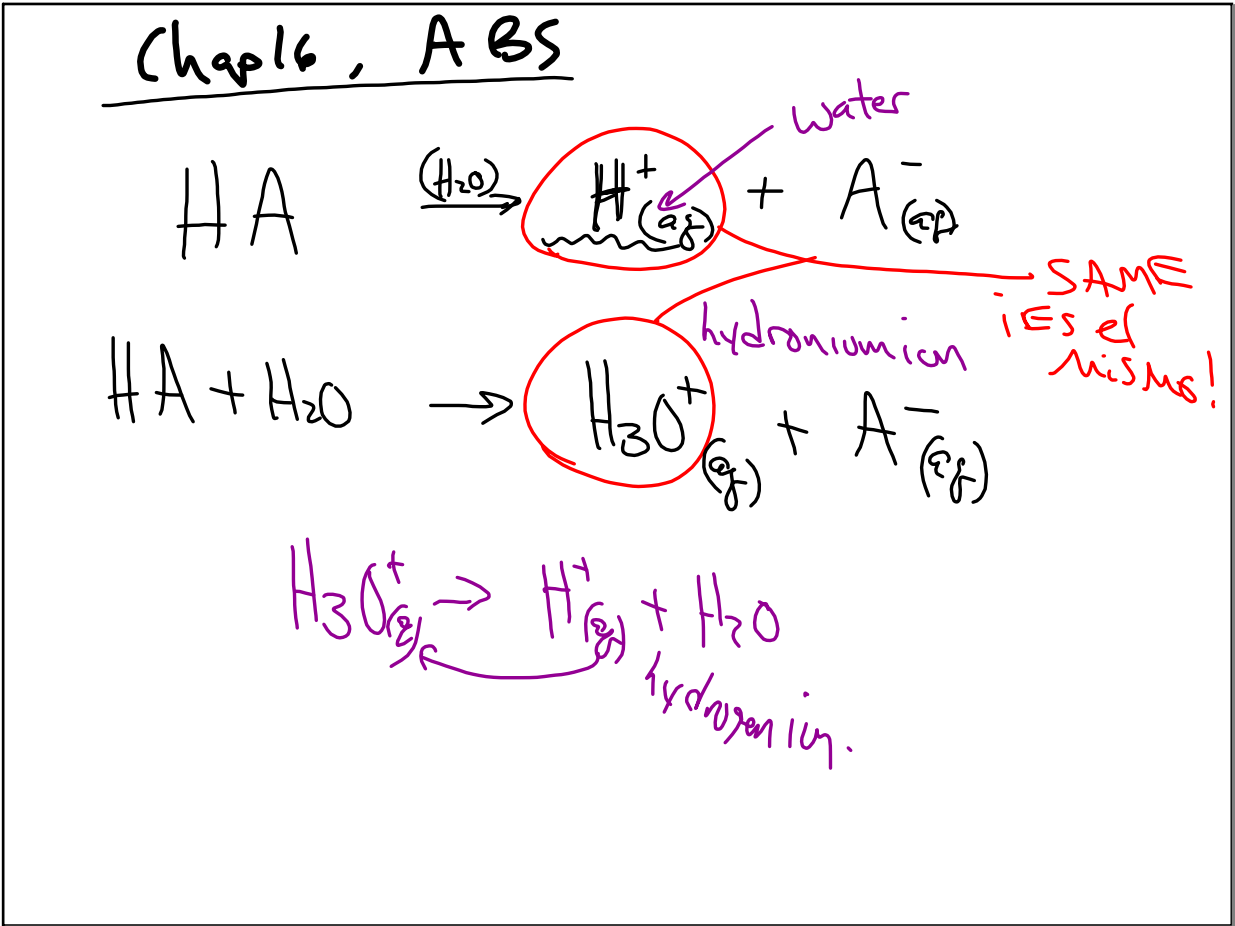 Chap16, ABS
water
HA (H₂O)→ H⁺(aq) + A⁻(aq)
SAME
¡Es el
mismo!
hydronium ion
HA + H₂O → H₃O⁺(aq) + A⁻(aq)
H₃O⁺(aq) → H⁺(aq) + H₂O
hydrogen ion.